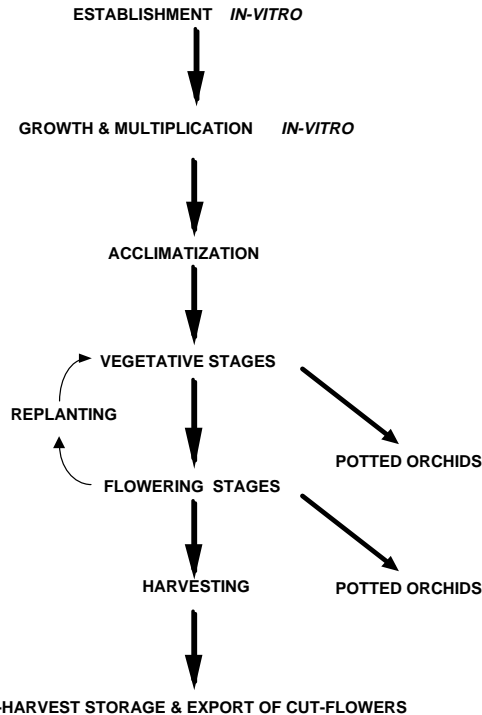 ESTABLISHMENT IN-VITRO
GROWTH & MULTIPLICATION IN-VITRO
ACCLIMATIZATION
VEGETATIVE STAGES
REPLANTING
POTTED ORCHIDS
FLOWERING STAGES
HARVESTING
POTTED ORCHIDS
-HARVEST STORAGE & EXPORT OF CUT-FLOWERS